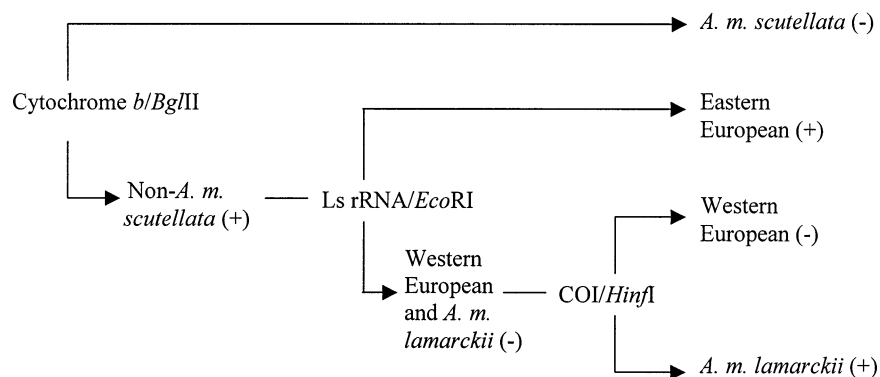 A. m. scutellata (-)
Cytochrome b/BglII
Eastern
European (+)
Non-A. m.
scutellata (+)
Ls rRNA/EcoRI
Western
European (-)
Western
European
and A. m.
lamarckii (-)
COI/HinfI
A. m. lamarckii (+)